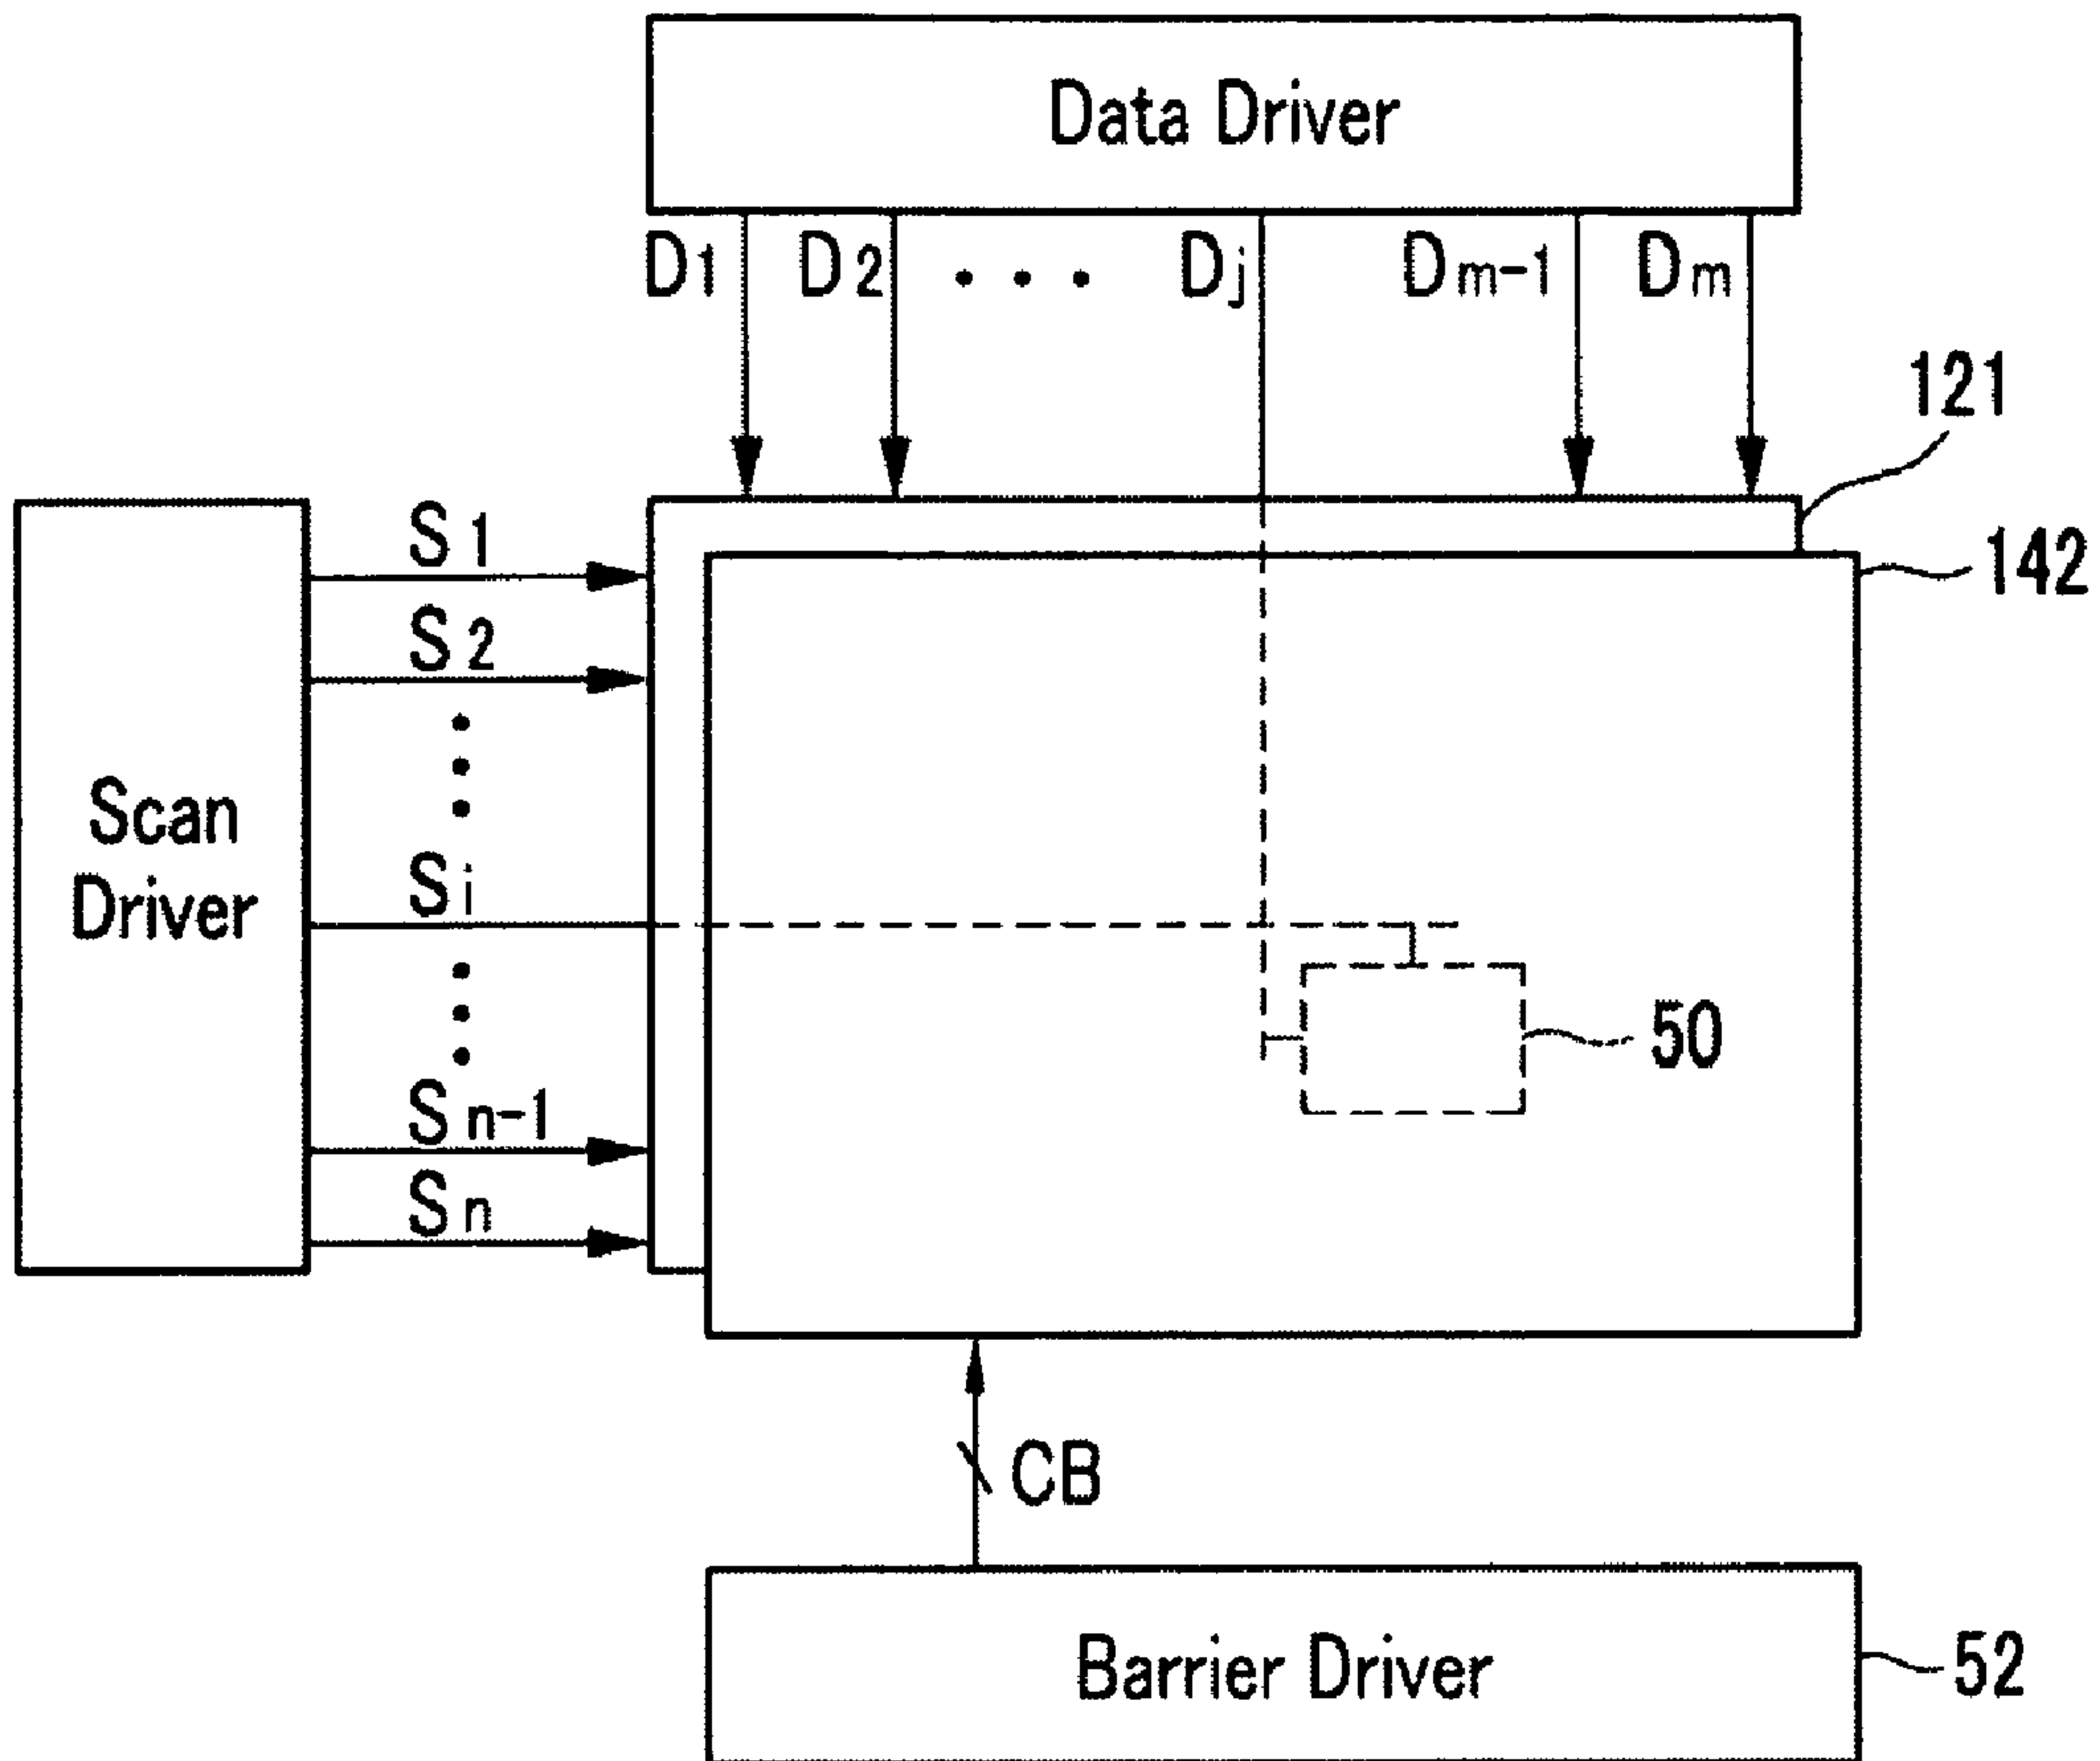 Data Driver
D1 D2 . . . Dj Dm-1 Dm
121
142
S1
S2
Scan
Driver
Si
50
Sn-1
Sn
CB
Barrier Driver
52